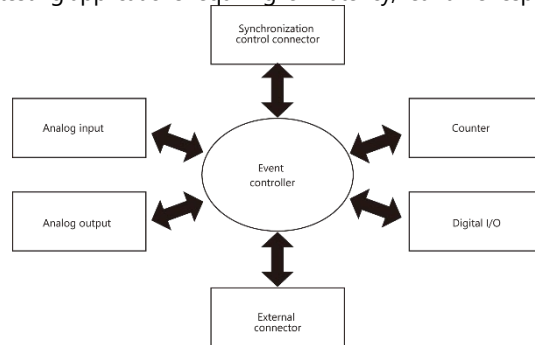 Synchronization
control connector
Analog input
Counter
Event
controller
Analog output
Digital I/O
External
connector